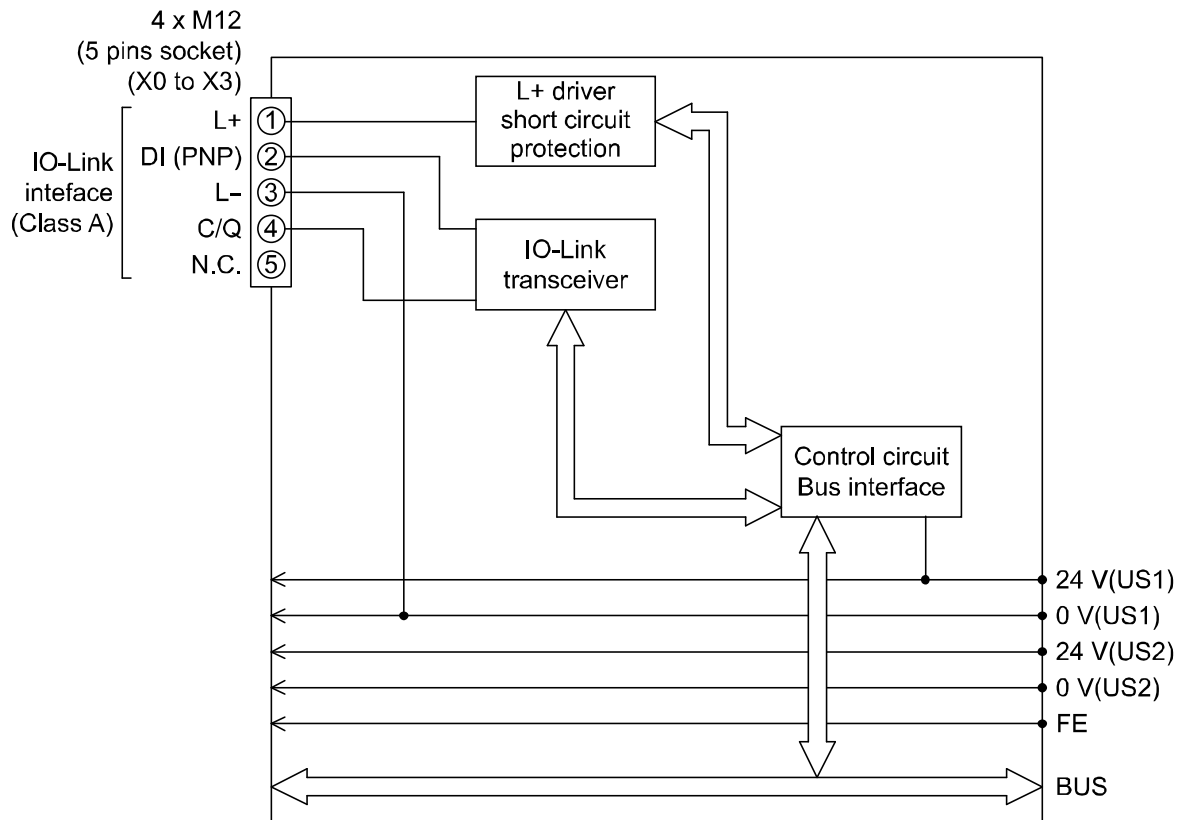 4 x M12
(5 pins socket)
(X0 to X3)
IO-Link
inteface
(Class A)
L+ ①
DI (PNP) ②
L− ③
C/Q ④
N.C. ⑤
L+ driver
short circuit
protection
IO-Link
transceiver
Control circuit
Bus interface
24 V(US1)
0 V(US1)
24 V(US2)
0 V(US2)
FE
BUS